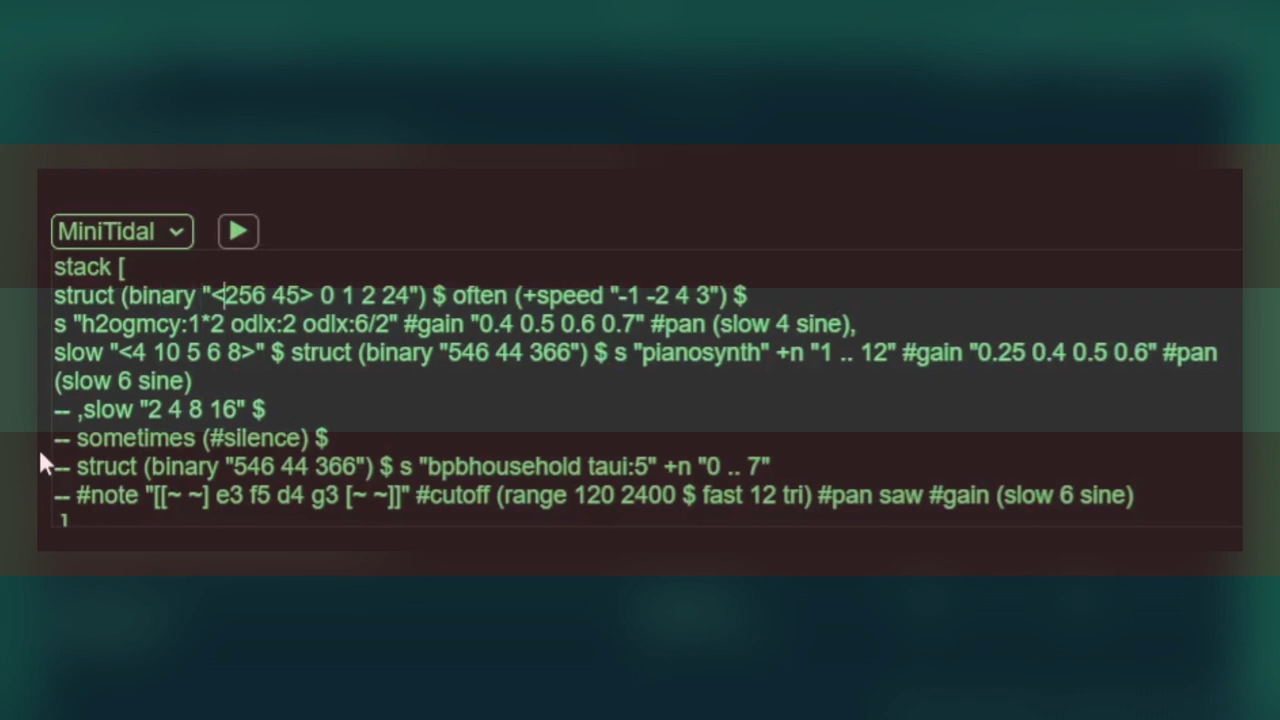 MiniTidal
stack [
struct (binary "<256 45> 0 1 2 24") $ often (+speed "-1 -2 4 3") $
s "h2ogmcy:1*2 odlx:2 odlx:6/2" #gain "0.4 0.5 0.6 0.7" #pan (slow 4 sine),
slow "<4 10 5 6 8>" $ struct (binary "546 44 366") $ s "pianosynth" +n "1 .. 12" #gain "0.25 0.4 0.5 0.6" #pan
(slow 6 sine)
-- ,slow "2 4 8 16" $
-- sometimes (#silence) $
-- struct (binary "546 44 366") $ s "bpbhousehold taui:5" +n "0 .. 7"
-- #note "[[~ ~] e3 f5 d4 g3 [~ ~]]" #cutoff (range 120 2400 $ fast 12 tri) #pan saw #gain (slow 6 sine)
]